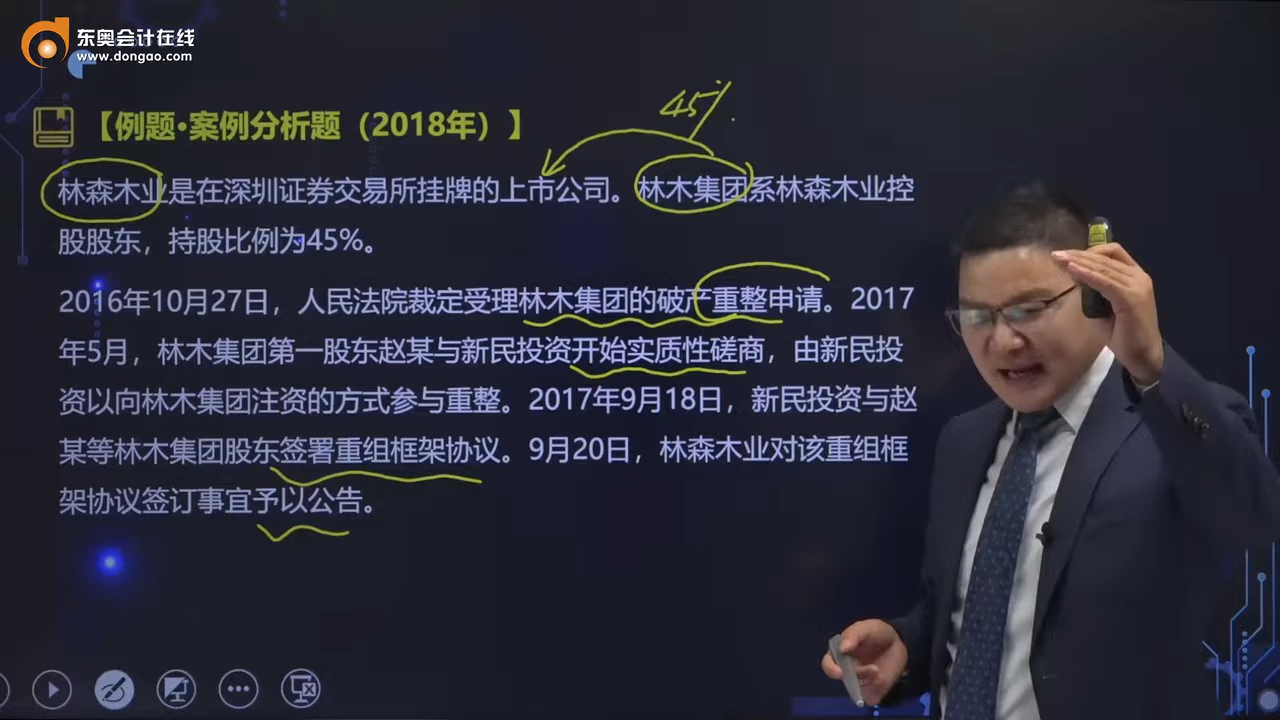 东奥会计在线
www.dongao.com
45%
【例题·案例分析题（2018年）】
林森木业是在深圳证券交易所挂牌的上市公司。林木集团系林森木业控
股股东，持股比例为45%。
2016年10月27日，人民法院裁定受理林木集团的破产重整申请。2017
年5月，林木集团第一股东赵某与新民投资开始实质性磋商，由新民投
资以向林木集团注资的方式参与重整。2017年9月18日，新民投资与赵
某等林木集团股东签署重组框架协议。9月20日，林森木业对该重组框
架协议签订事宜予以公告。